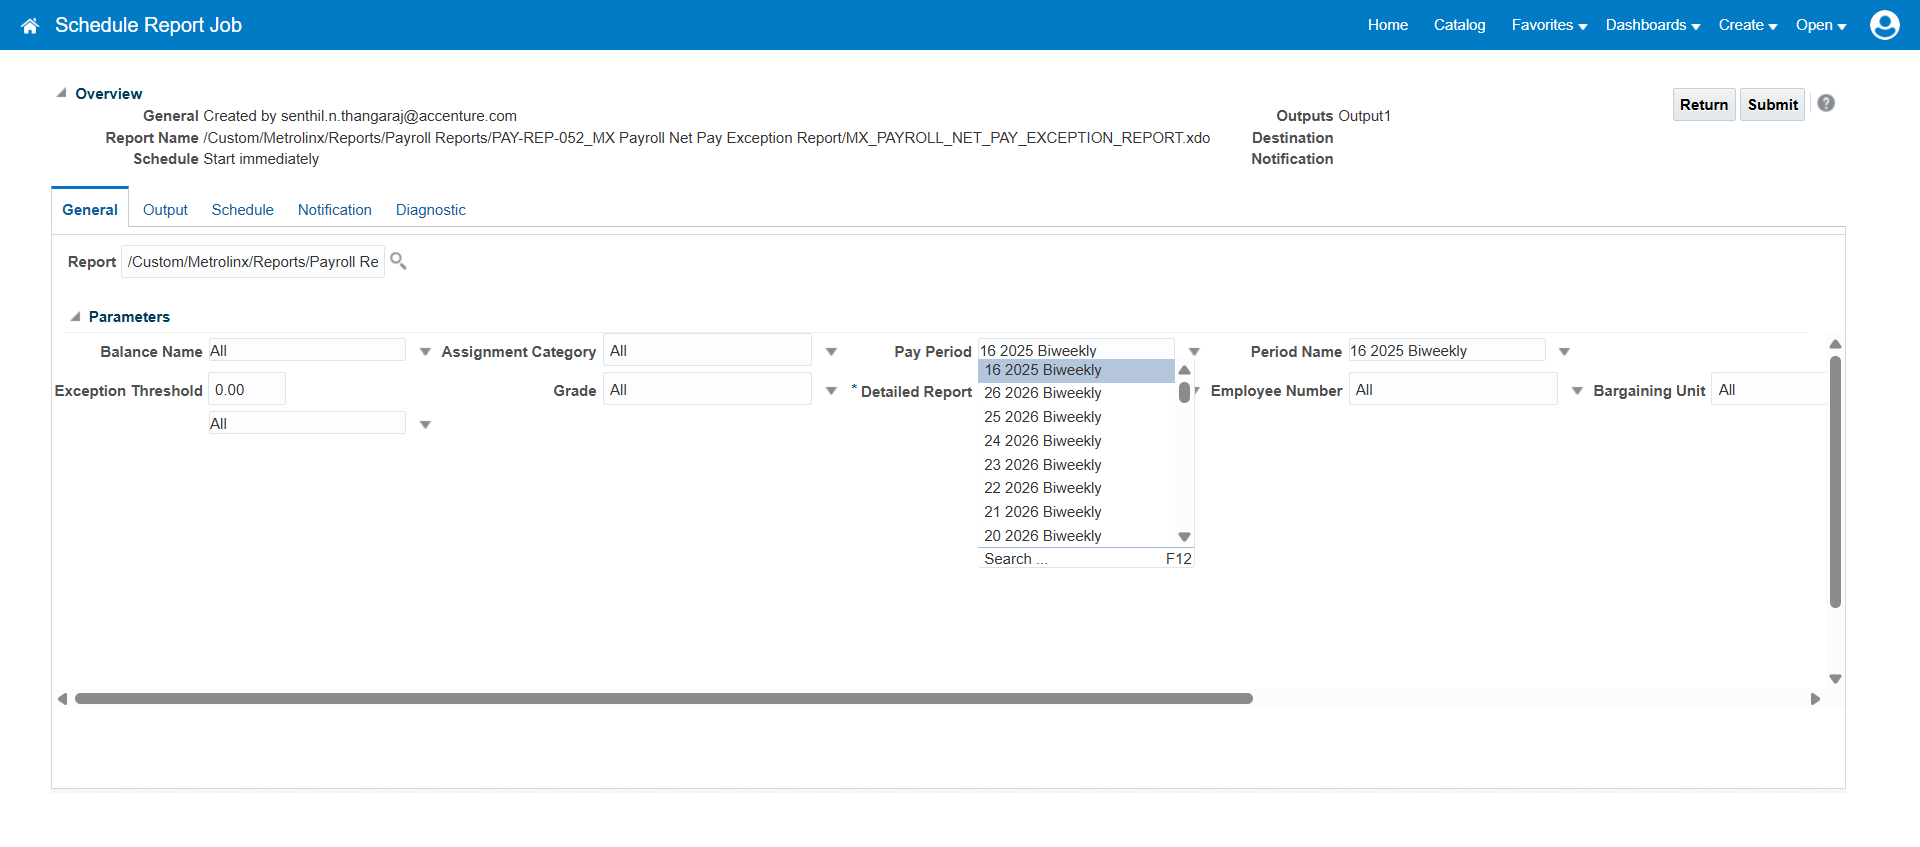 Schedule Report Job
Home Catalog Favorites Dashboards Create Open
Overview
General Created by senthil.n.thangaraj@accenture.com
Report Name /Custom/Metrolinx/Reports/Payroll Reports/PAY-REP-052_MX Payroll Net Pay Exception Report/MX_PAYROLL_NET_PAY_EXCEPTION_REPORT.xdo
Schedule Start immediately
Outputs Output1
Destination
Notification
Return Submit ?
General Output Schedule Notification Diagnostic
Report /Custom/Metrolinx/Reports/Payroll Re
Parameters
Balance Name All Assignment Category All Pay Period 16 2025 Biweekly Period Name 16 2025 Biweekly
Exception Threshold 0.00 Grade All * Detailed Report Employee Number All Bargaining Unit All
All
16 2025 Biweekly
26 2026 Biweekly
25 2026 Biweekly
24 2026 Biweekly
23 2026 Biweekly
22 2026 Biweekly
21 2026 Biweekly
20 2026 Biweekly
Search ... F12